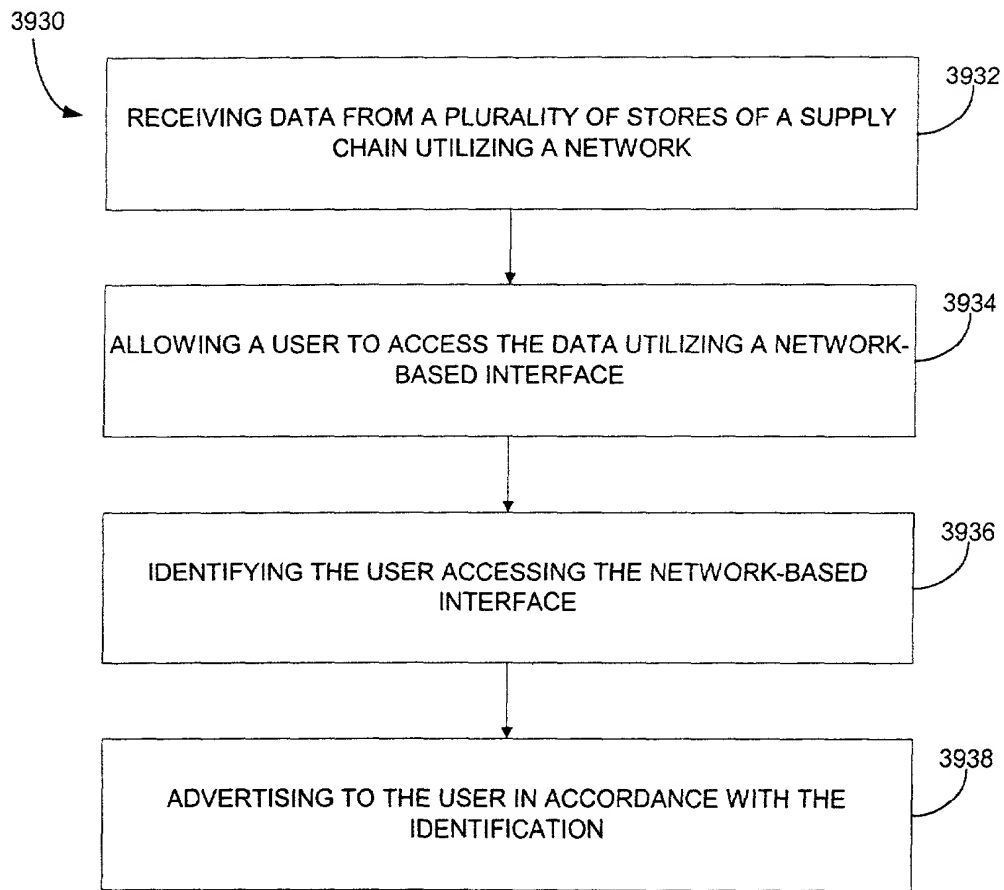 3930
3932
RECEIVING DATA FROM A PLURALITY OF STORES OF A SUPPLY
CHAIN UTILIZING A NETWORK
3934
ALLOWING A USER TO ACCESS THE DATA UTILIZING A NETWORK-
BASED INTERFACE
3936
IDENTIFYING THE USER ACCESSING THE NETWORK-BASED
INTERFACE
3938
ADVERTISING TO THE USER IN ACCORDANCE WITH THE
IDENTIFICATION